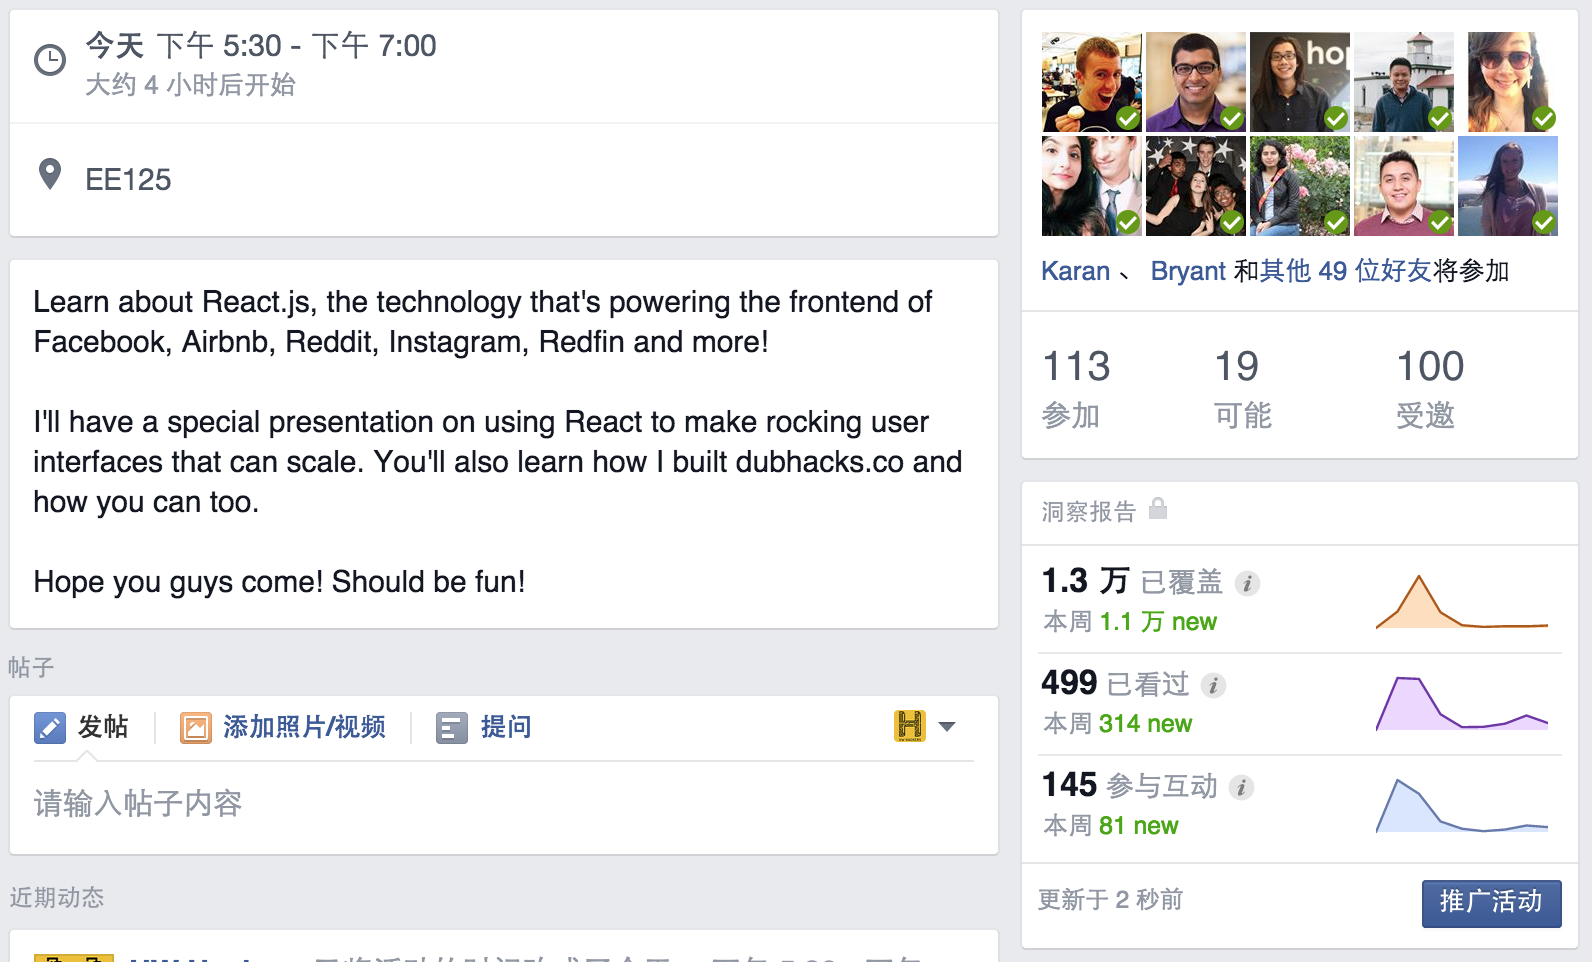 今天 下午 5:30 - 下午 7:00
大约 4 小时后开始
EE125
Learn about React.js, the technology that's powering the frontend of
Facebook, Airbnb, Reddit, Instagram, Redfin and more!
I'll have a special presentation on using React to make rocking user
interfaces that can scale. You'll also learn how I built dubhacks.co and
how you can too.
Hope you guys come! Should be fun!
帖子
发帖
添加照片/视频
提问
请输入帖子内容
近期动态
hop
Karan 、 Bryant 和其他 49 位好友将参加
113 19 100
参加 可能 受邀
洞察报告
1.3 万 已覆盖
本周 1.1 万 new
499 已看过
本周 314 new
145 参与互动
本周 81 new
更新于 2 秒前
推广活动